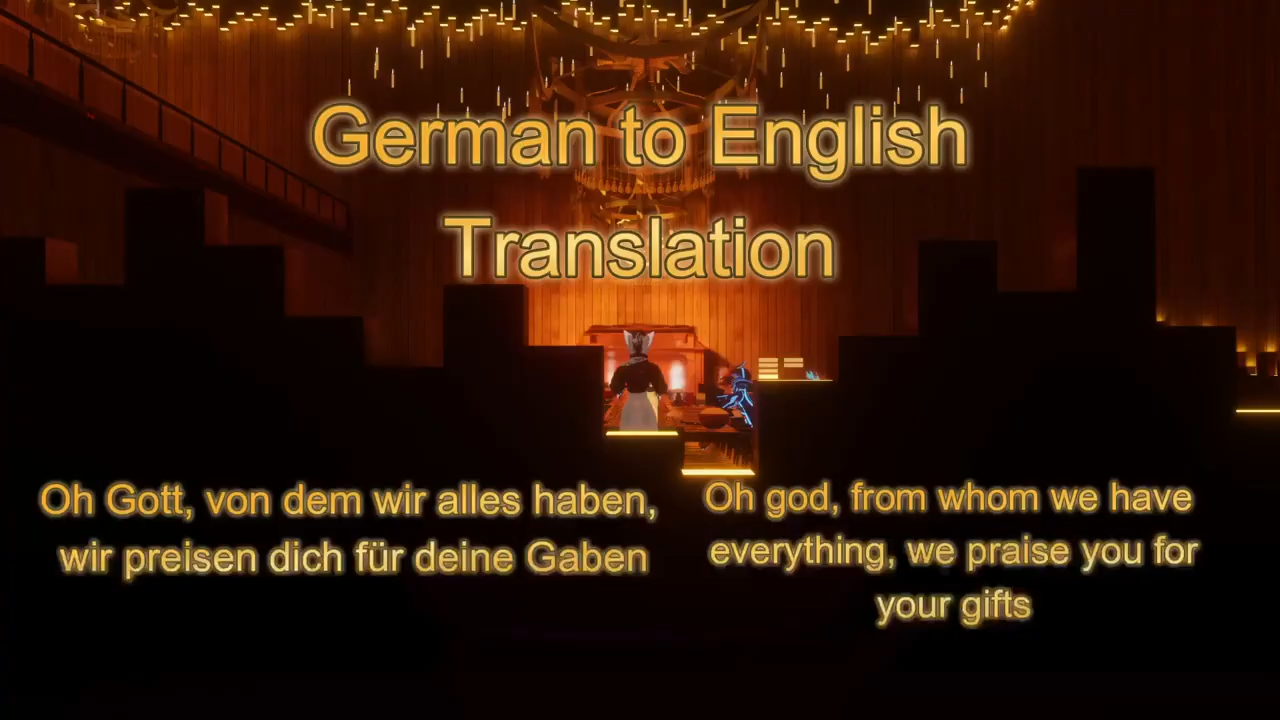 German to English
Translation
Oh Gott, von dem wir alles haben,
wir preisen dich für deine Gaben
Oh god, from whom we have
everything, we praise you for
your gifts